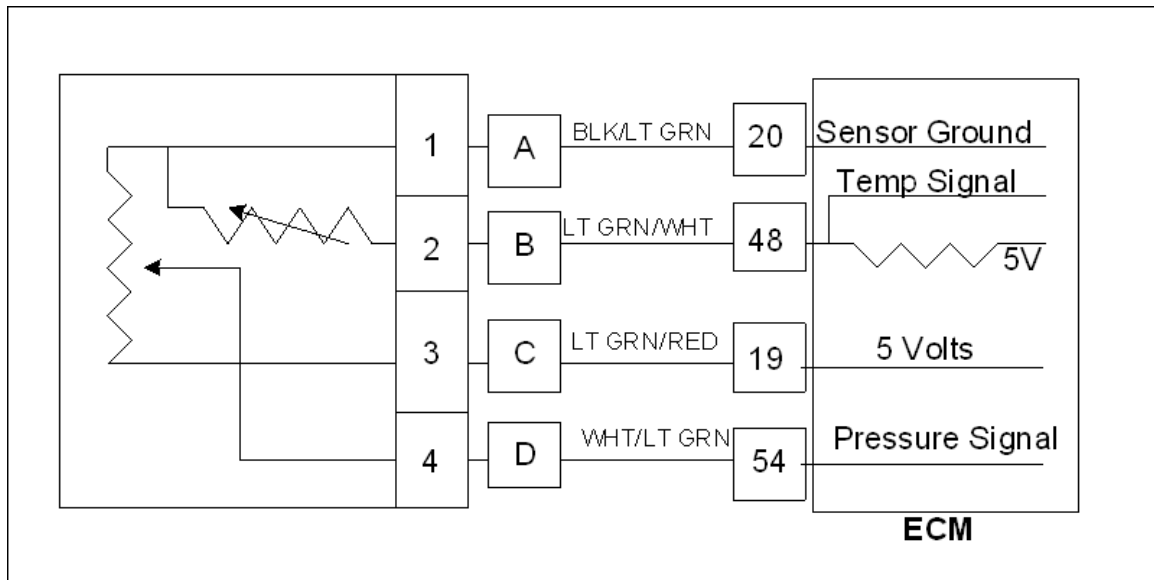 1 A BLK/LT GRN 20 Sensor Ground
Temp Signal
2 B LT GRN/WHT 48
5V
3 C LT GRN/RED 19 5 Volts
4 D WHT/LT GRN 54 Pressure Signal
ECM